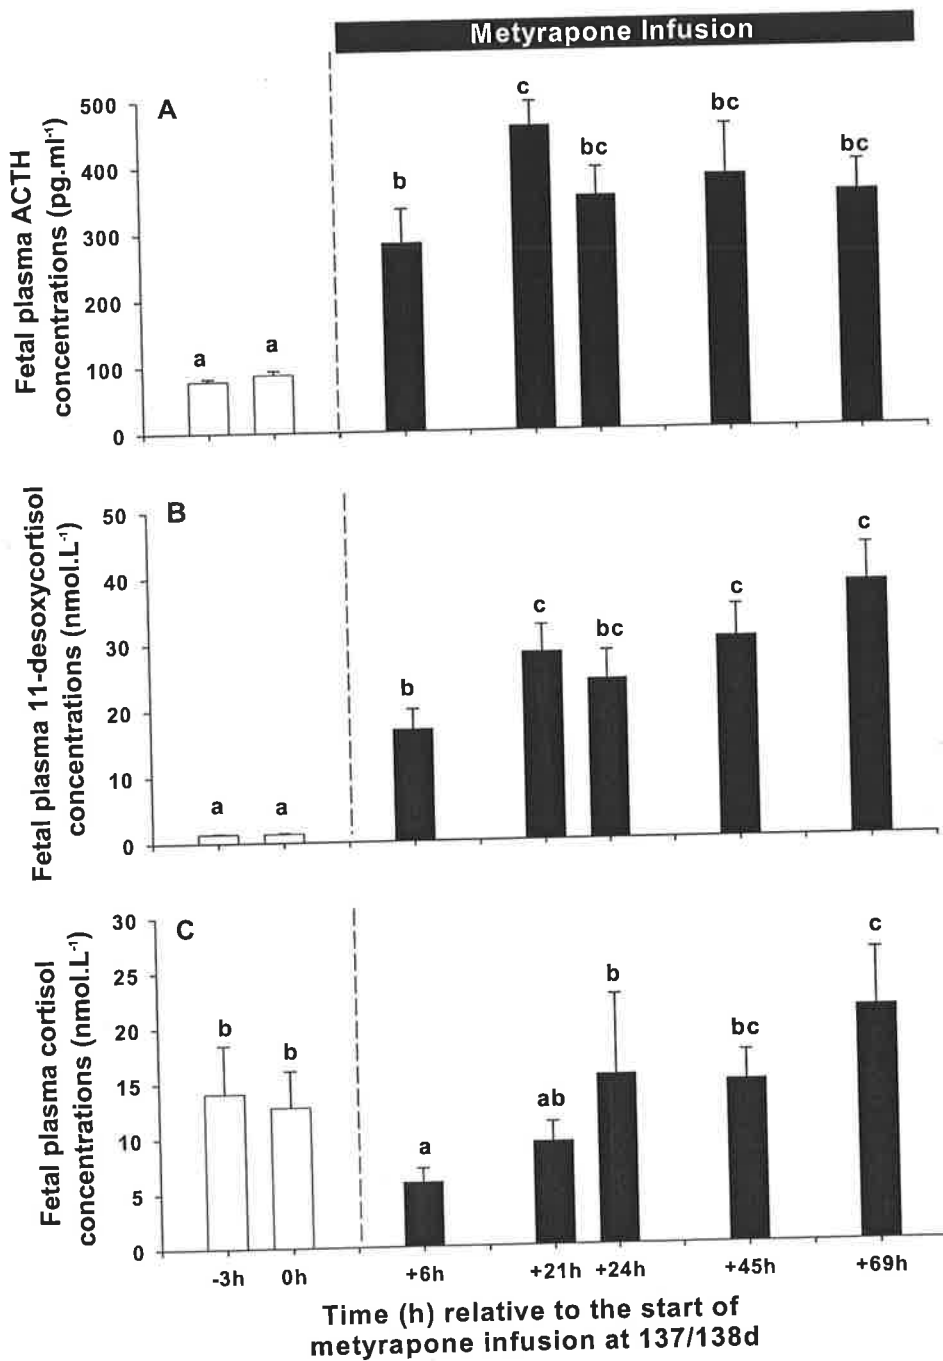 Metyrapone Infusion
A
Fetal plasma ACTH
concentrations (pg.ml-1)
500
400
300
200
100
0
a
a
b
c
bc
bc
bc
B
Fetal plasma 11-desoxycortisol
concentrations (nmol.L-1)
50
40
30
20
10
0
a
a
b
c
bc
c
c
C
Fetal plasma cortisol
concentrations (nmol.L-1)
30
25
20
15
10
5
0
b
b
a
ab
b
bc
c
-3h 0h +6h +21h +24h +45h +69h
Time (h) relative to the start of
metyrapone infusion at 137/138d